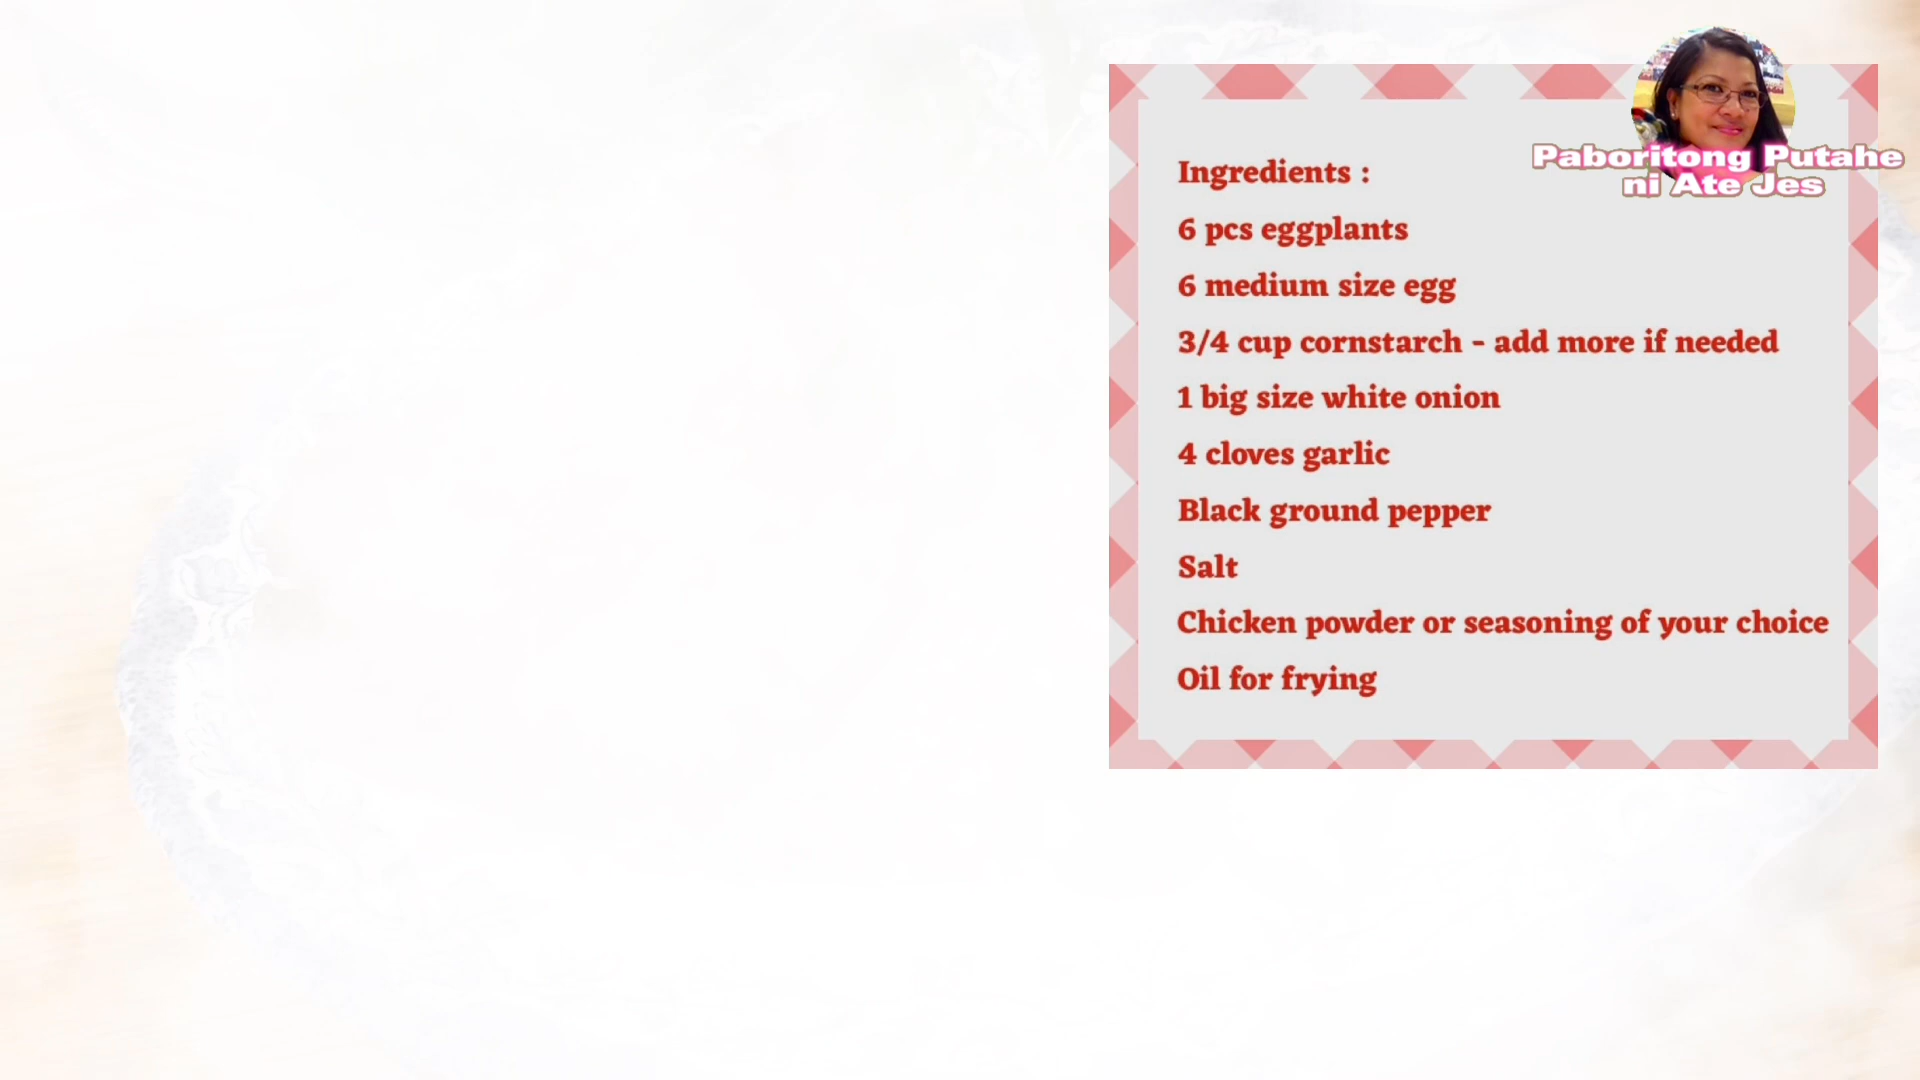 Paboritong Putahe
ni Ate Jes
Ingredients :
6 pcs eggplants
6 medium size egg
3/4 cup cornstarch - add more if needed
1 big size white onion
4 cloves garlic
Black ground pepper
Salt
Chicken powder or seasoning of your choice
Oil for frying